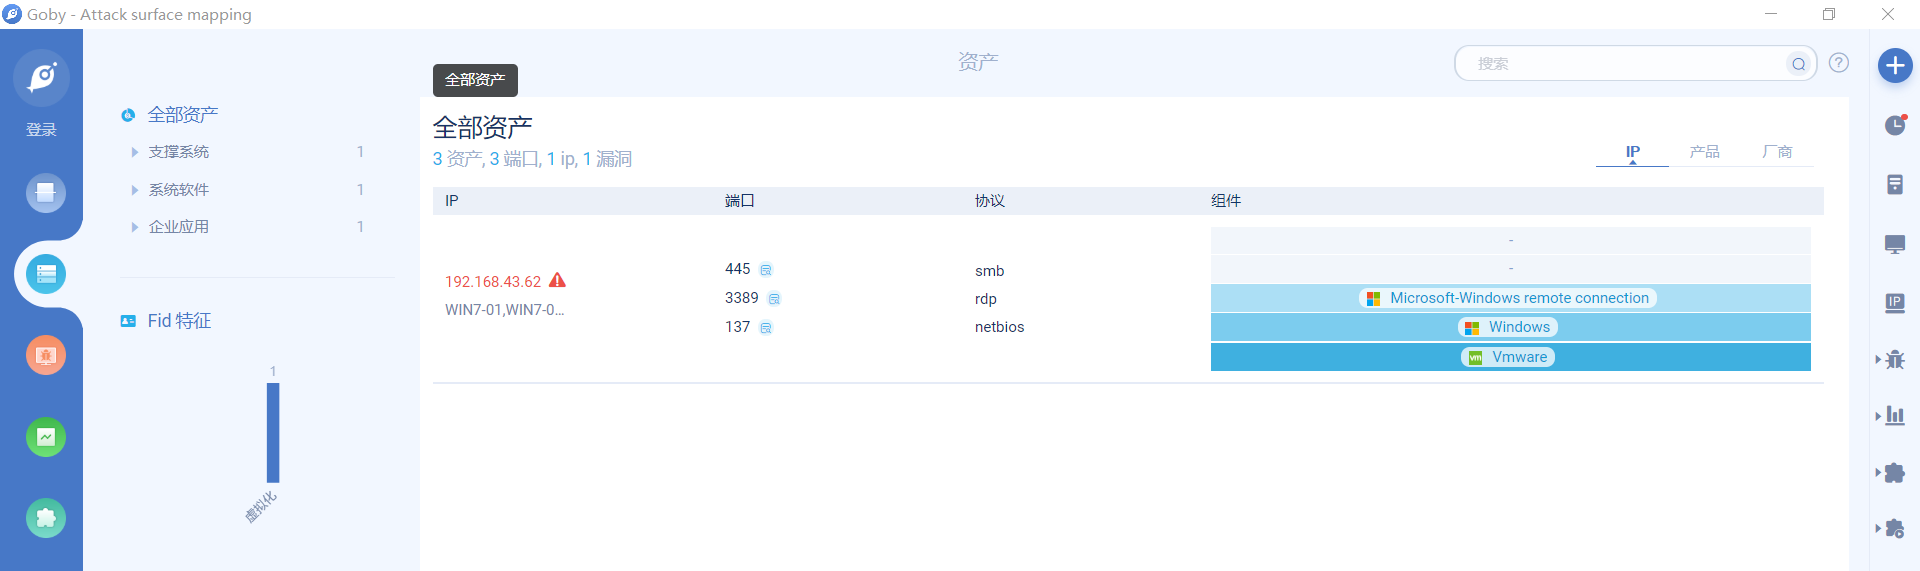 Goby - Attack surface mapping
登录
资产
搜索
全部资产
全部资产
支撑系统 1
系统软件 1
企业应用 1
Fid 特征
1
虚拟化
全部资产
3 资产, 3 端口, 1 ip, 1 漏洞
IP 产品 厂商
IP 端口 协议 组件
192.168.43.62
WIN7-01,WIN7-0...
445 smb
3389 rdp
137 netbios
-
-
Microsoft-Windows remote connection
Windows
vm Vmware
IP